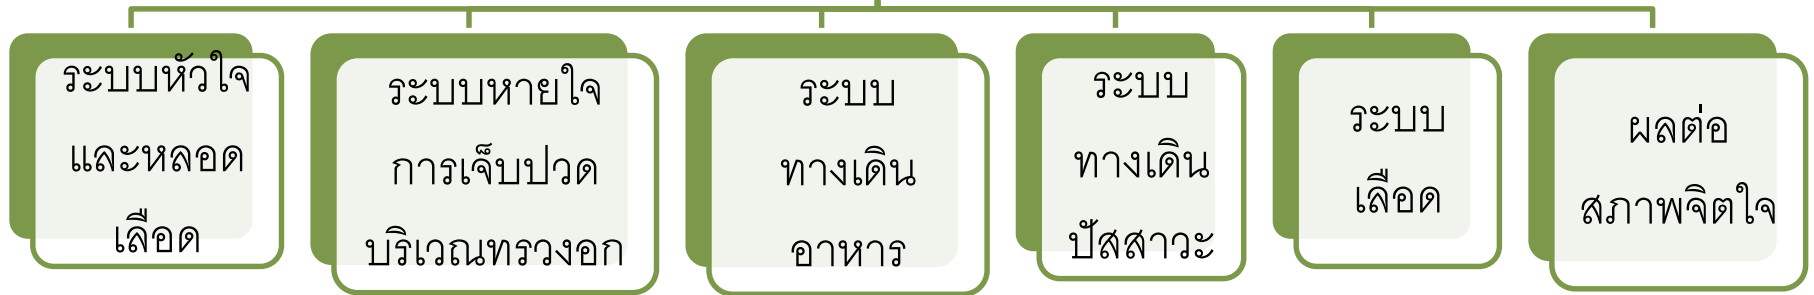 ระบบหัวใจ
และหลอด
เลือด
ระบบหายใจ
การเจ็บปวด
บริเวณทรวงอก
ระบบ
ทางเดิน
อาหาร
ระบบ
ทางเดิน
ปัสสาวะ
ระบบ
เลือด
ผลต่อ
สภาพจิตใจ